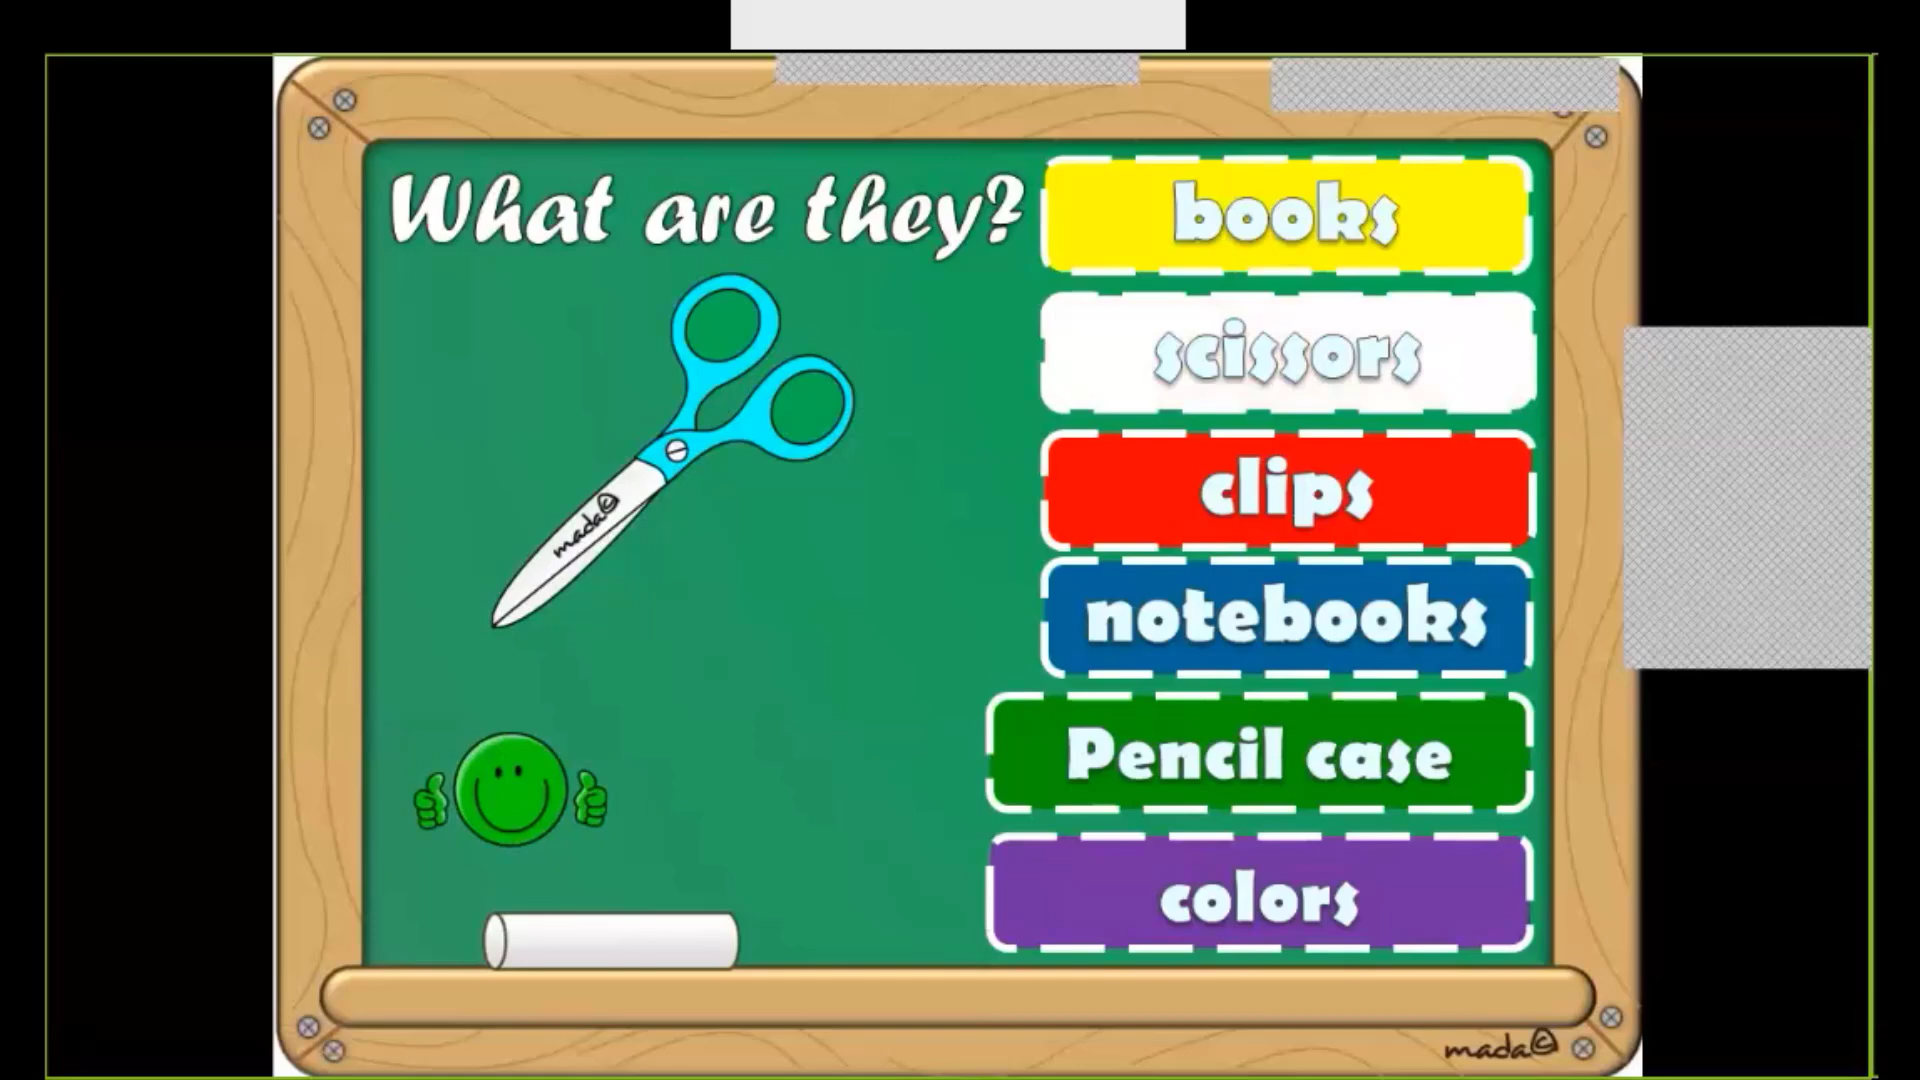 What are they?
books
scissors
clips
notebooks
Pencil case
colors
mada©
mada©